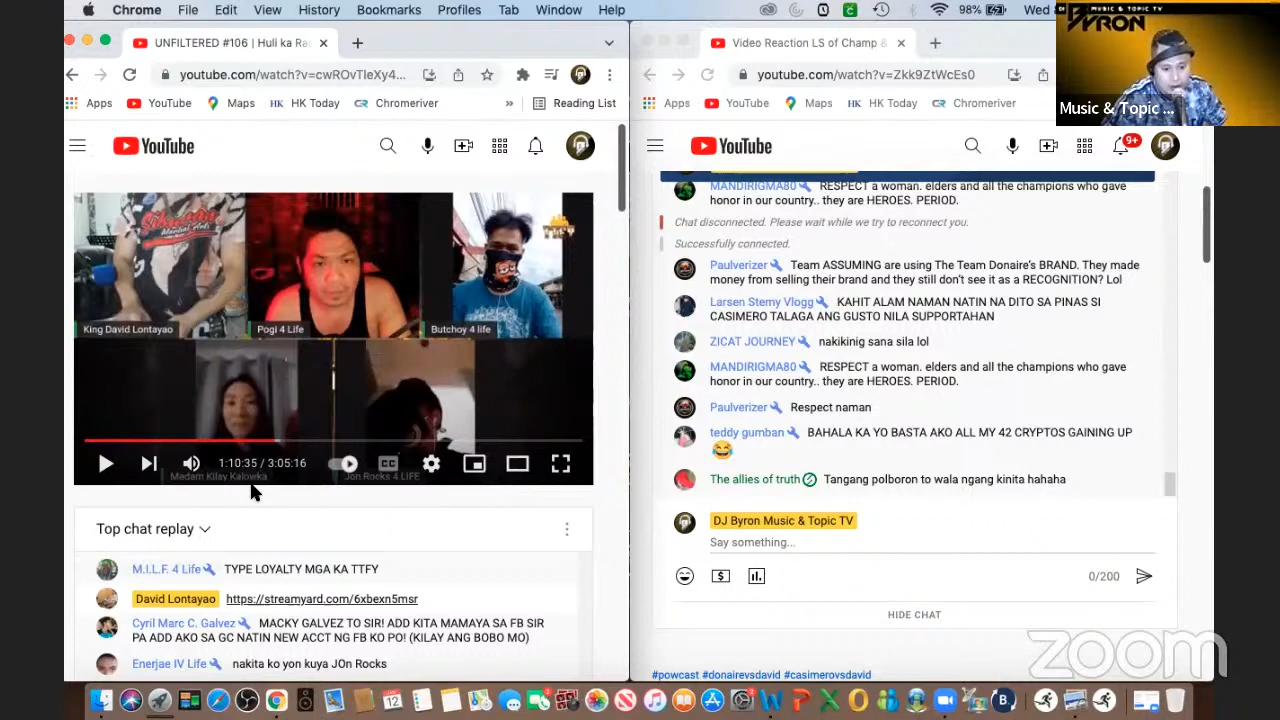 Chrome File Edit View History Bookmarks Profiles Tab Window Help 98% Wed
MUSIC & TOPIC TV
BYRON
Music & Topic ...
UNFILTERED #106 | Huli ka Ra
Video Reaction LS of Champ &
youtube.com/watch?v=cwROvTleXy4...
youtube.com/watch?v=Zkk9ZtWcEs0
Apps YouTube Maps HK Today Chromeriver » Reading List
Apps YouTube Maps HK Today Chromeriver
YouTube
YouTube
9+
King David Lontayao
Pogi 4 Life
Butchoy 4 life
1:10:35 / 3:05:16
Madam Kilay Kalowka
Jon Rocks 4 LIFE
Top chat replay
M.I.L.F. 4 Life TYPE LOYALTY MGA KA TTFY
David Lontayao https://streamyard.com/6xbexn5msr
Cyril Marc C. Galvez MACKY GALVEZ TO SIR! ADD KITA MAMAYA SA FB SIR
PA ADD AKO SA GC NATIN NEW ACCT NG FB KO PO! (KILAY ANG BOBO MO)
Enerjae IV Life nakita ko yon kuya JOn Rocks
MANDIRIGMA80 RESPECT a woman. elders and all the champions who gave
honor in our country.. they are HEROES. PERIOD.
Chat disconnected. Please wait while we try to reconnect you.
Successfully connected.
Paulverizer Team ASSUMING are using The Team Donaire's BRAND. They made
money from selling their brand and they still don't see it as a RECOGNITION? Lol
Larsen Stemy Vlogg KAHIT ALAM NAMAN NATIN NA DITO SA PINAS SI
CASIMERO TALAGA ANG GUSTO NILA SUPPORTAHAN
ZICAT JOURNEY nakikinig sana sila lol
MANDIRIGMA80 RESPECT a woman. elders and all the champions who gave
honor in our country.. they are HEROES. PERIOD.
Paulverizer Respect naman
teddy gumban BAHALA KA YO BASTA AKO ALL MY 42 CRYPTOS GAINING UP
😂
The allies of truth Tangang polboron to wala ngang kinita hahaha
DJ Byron Music & Topic TV
Say something...
0/200
HIDE CHAT
#powcast #donairevsdavid #casimerovsdavid
zoom